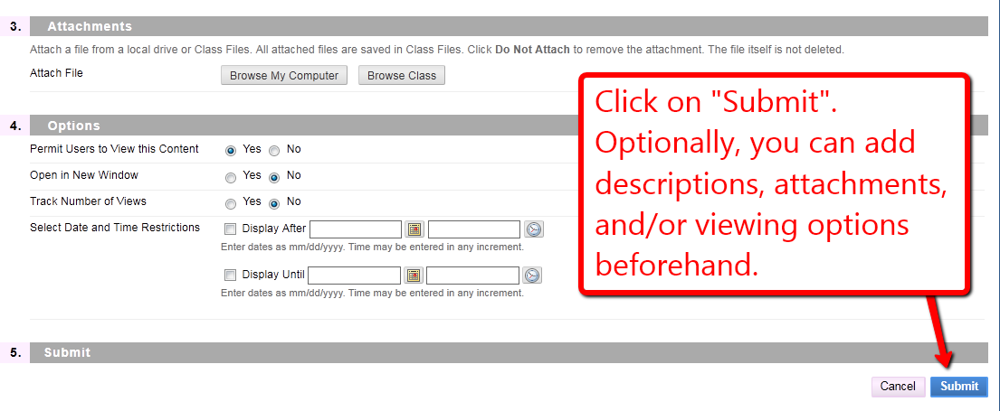 3. Attachments
Attach a file from a local drive or Class Files. All attached files are saved in Class Files. Click Do Not Attach to remove the attachment. The file itself is not deleted.
Attach File Browse My Computer Browse Class
Click on "Submit".
Optionally, you can add
descriptions, attachments,
and/or viewing options
beforehand.
4. Options
Permit Users to View this Content Yes No
Open in New Window Yes No
Track Number of Views Yes No
Select Date and Time Restrictions Display After
Enter dates as mm/dd/yyyy. Time may be entered in any increment.
Display Until
Enter dates as mm/dd/yyyy. Time may be entered in any increment.
5. Submit
Cancel Submit